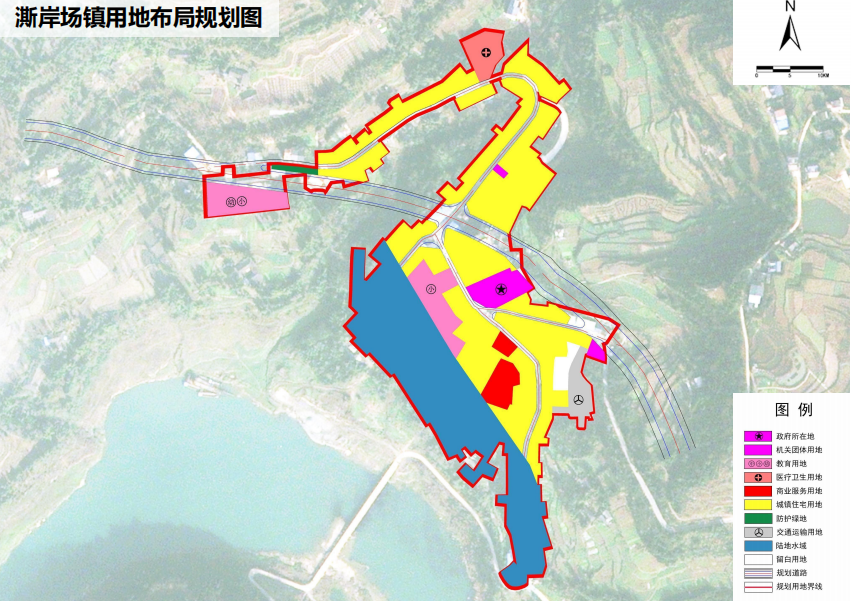 澌岸场镇用地布局规划图
N
0 5 10KM
幼 小
小
图 例
政府所在地
机关团体用地
教育用地
医疗卫生用地
商业服务用地
城镇住宅用地
防护绿地
交通运输用地
陆地水域
留白用地
规划道路
规划用地界线